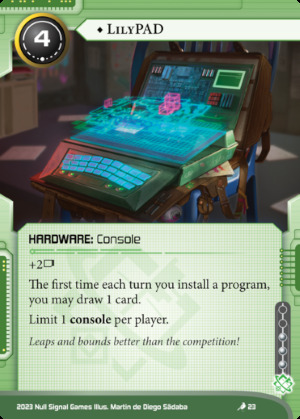 4
◆ LilyPAD
HARDWARE: Console
+2
The first time each turn you install a program,
you may draw 1 card.
Limit 1 console per player.
Leaps and bounds better than the competition!
2023 Null Signal Games Illus. Martin de Diego Sádaba
23